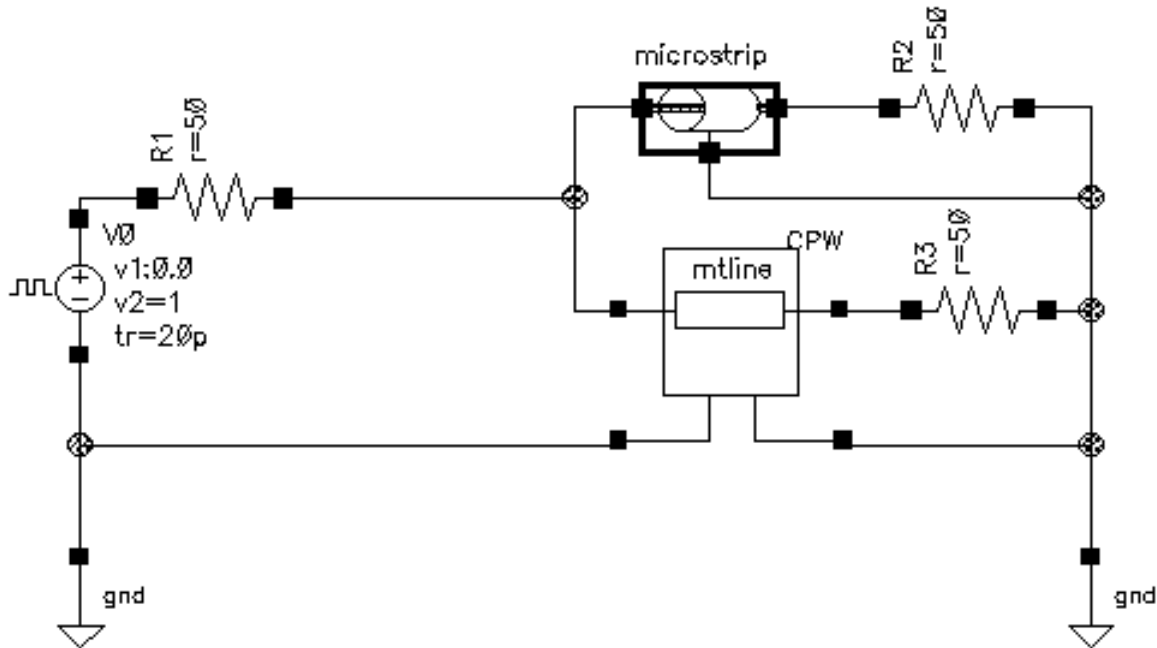 microstrip
R2
r=50
R1
r=50
V0
v1:0.0
v2=1
tr=20p
CPW
mtline
R3
r=50
gnd
gnd